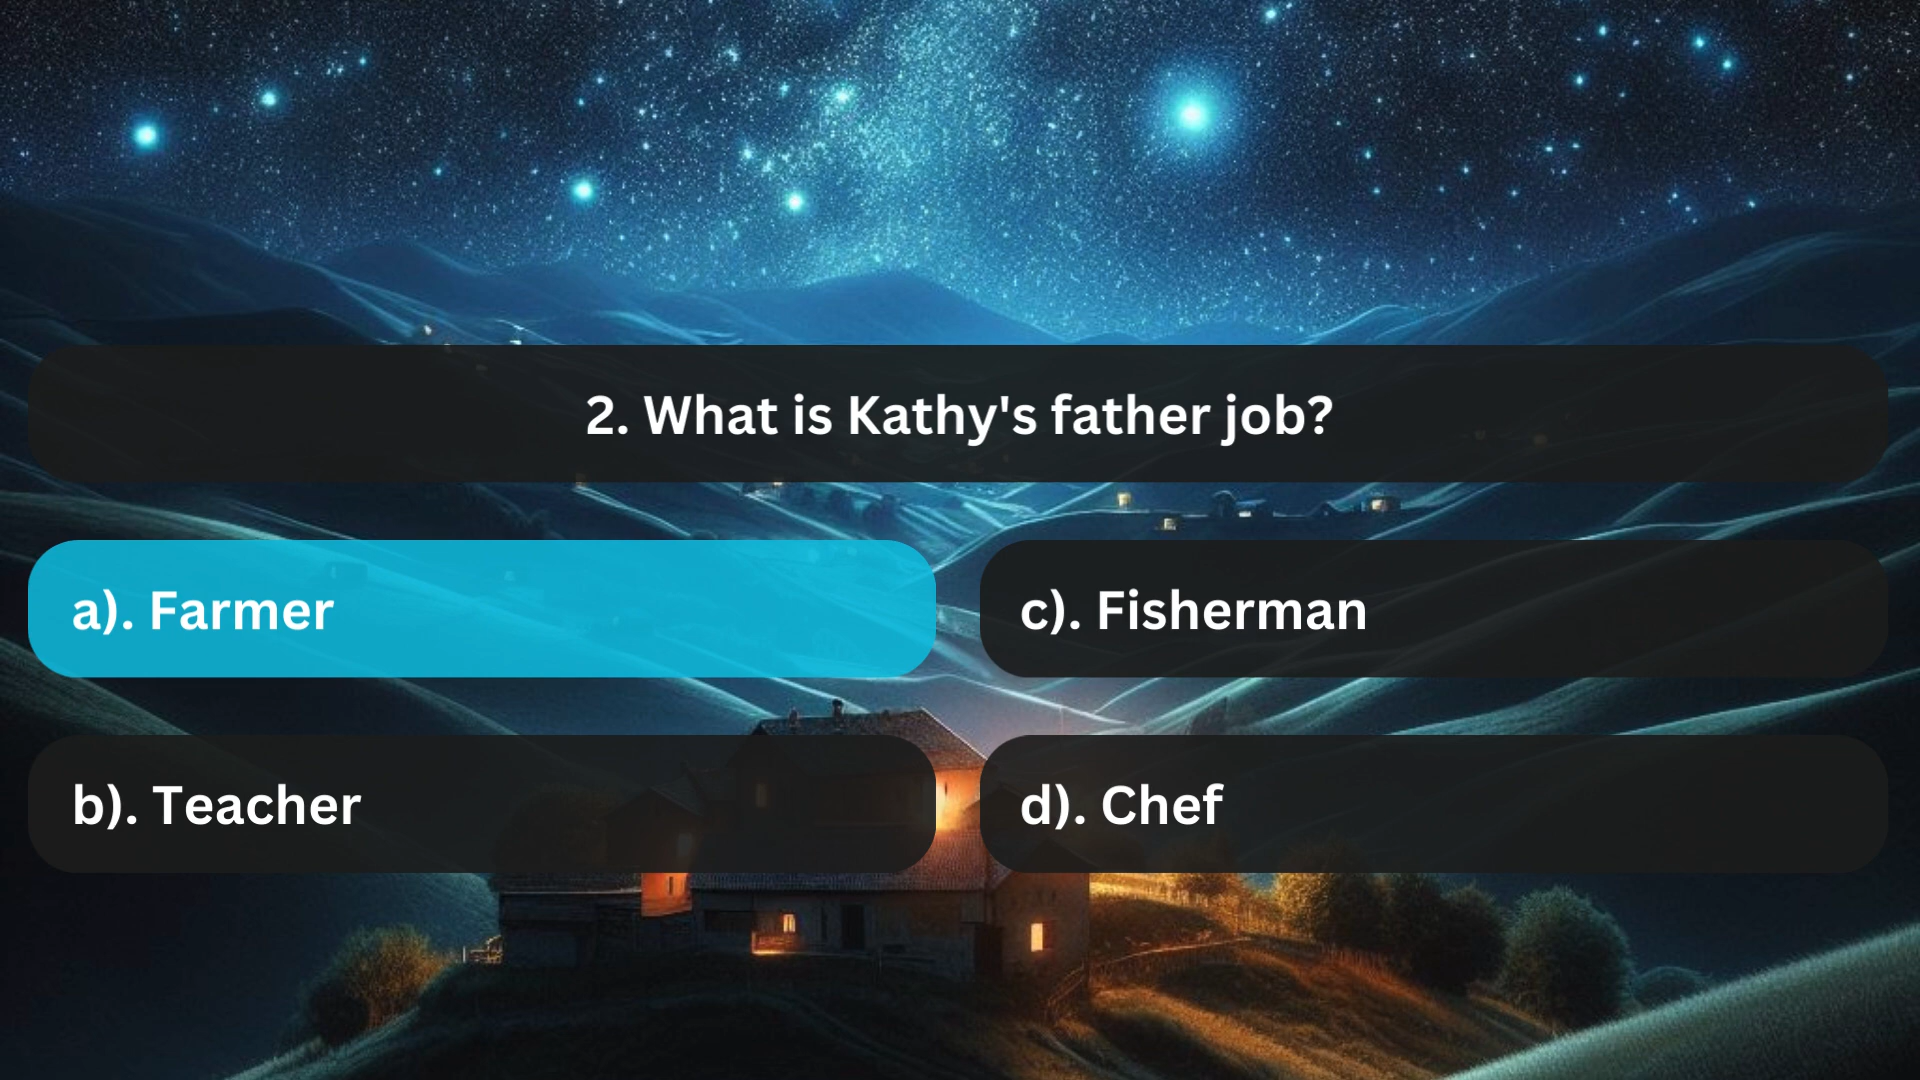 2. What is Kathy's father job?
a). Farmer
b). Teacher
c). Fisherman
d). Chef